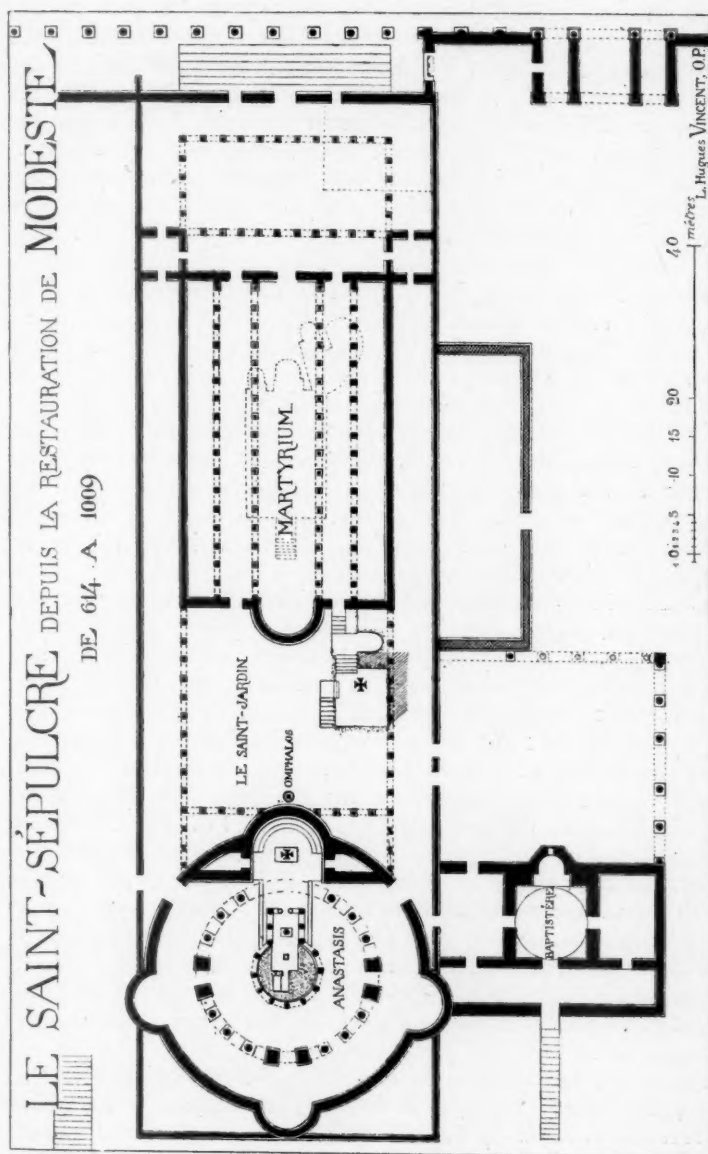 LE SAINT-SÉPULCRE DEPUIS LA RESTAURATION DE MODESTE
DE 614 A 1009
MARTYRIUM
LE SAINT-JARDIN
OMPHALOS
ANASTASIS
BAPTISTÈRE
1 0 1 2 3 4 5 10 15 20 40 mètres
L. Hugues VINCENT, O.P.